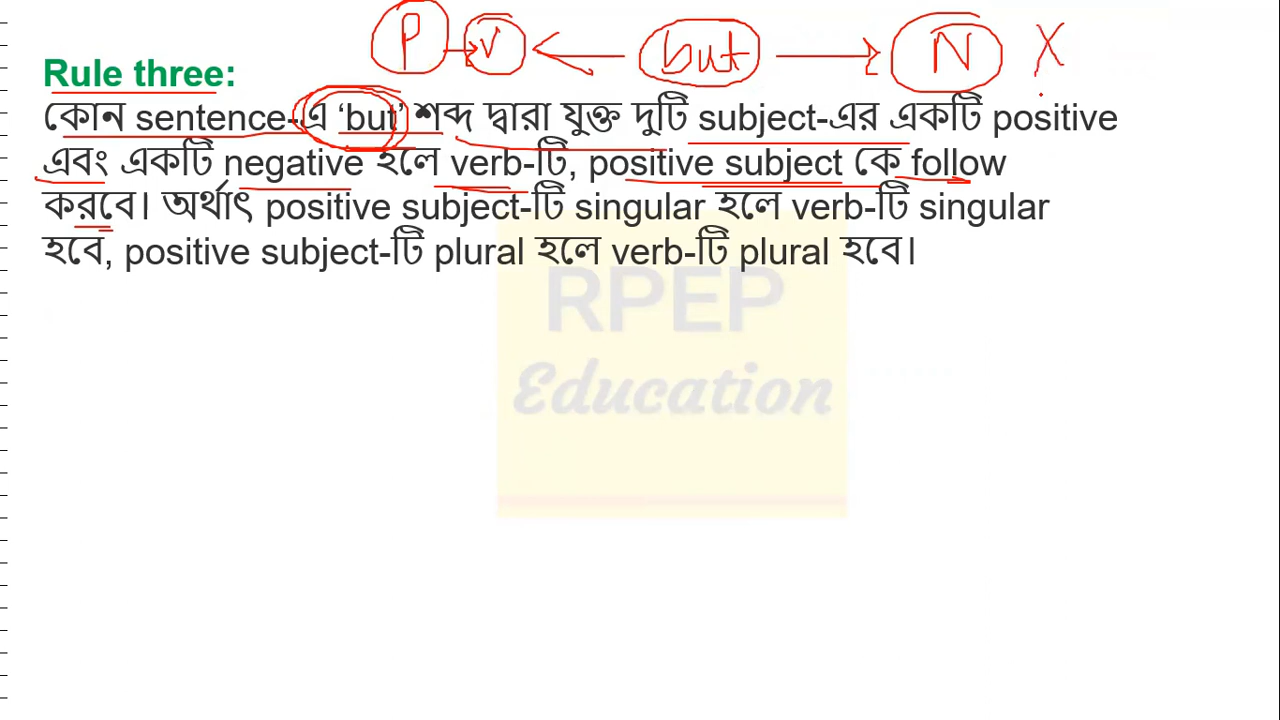 P V but N X
Rule three:
কোন sentence-এ ‘but’ শব্দ দ্বারা যুক্ত দুটি subject-এর একটি positive
এবং একটি negative হলে verb-টি, positive subject কে follow
করবে। অর্থাৎ positive subject-টি singular হলে verb-টি singular
হবে, positive subject-টি plural হলে verb-টি plural হবে।
RPEP
Education